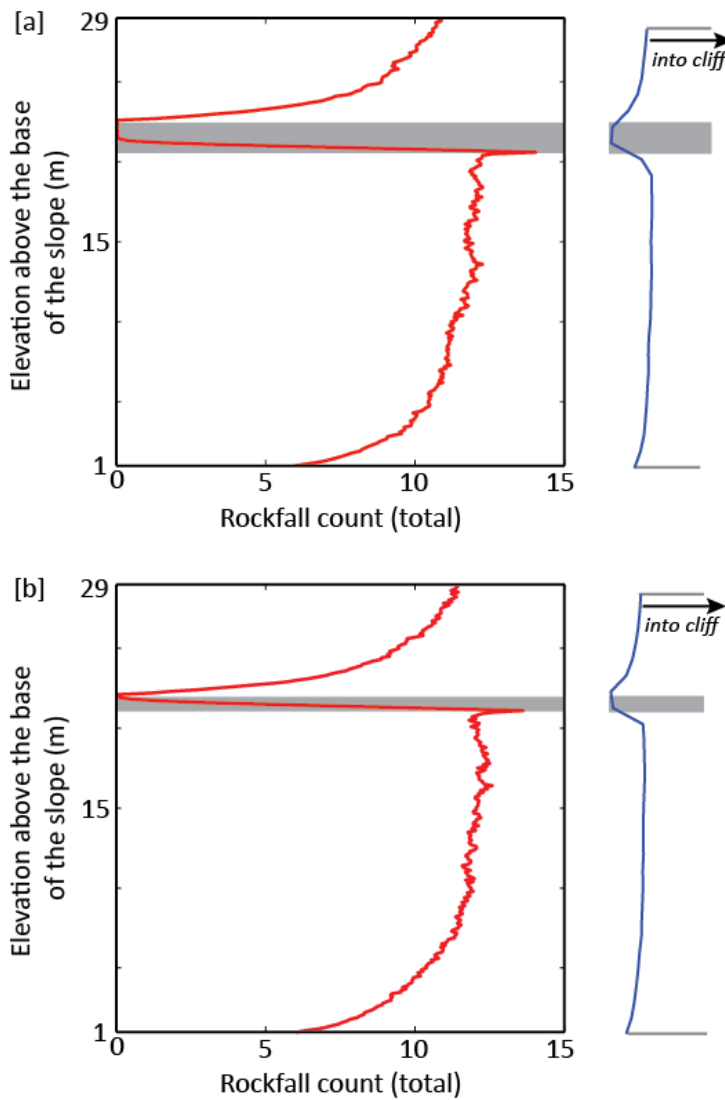 [a]
29
15
1
Elevation above the base
of the slope (m)
0 5 10 15
Rockfall count (total)
into cliff
[b]
29
15
1
Elevation above the base
of the slope (m)
0 5 10 15
Rockfall count (total)
into cliff